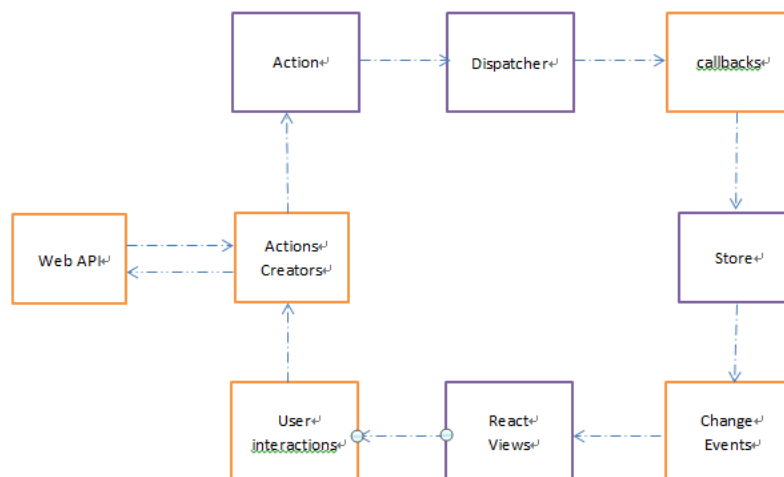 Action
Dispatcher
callbacks
Web API
Actions
Creators
Store
User
interactions
React
Views
Change
Events